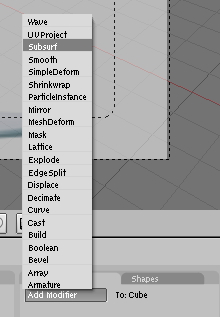 Wave
UVProject
Subsurf
Smooth
SimpleDeform
Shrinkwrap
ParticleInstance
Mirror
MeshDeform
Mask
Lattice
Explode
EdgeSplit
Displace
Decimate
Curve
Cast
Build
Boolean
Bevel
Array
Armature
Shapes
Add Modifier
To: Cube